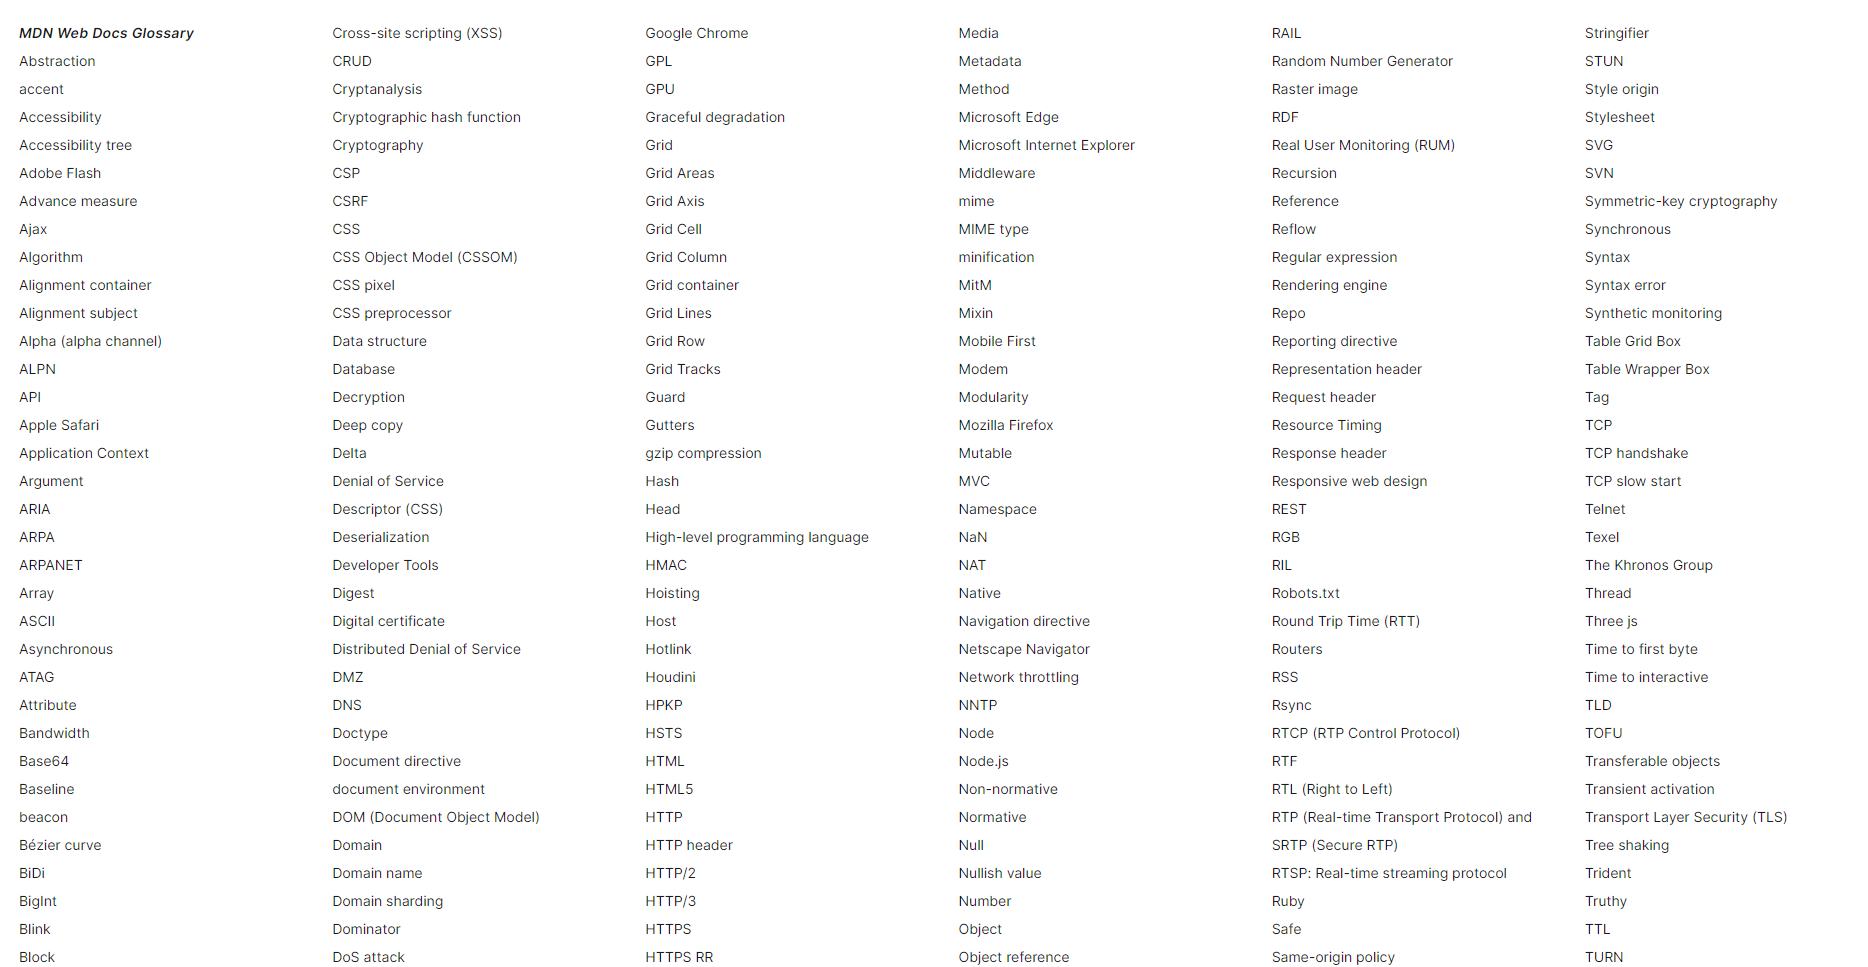 MDN Web Docs Glossary
Abstraction
accent
Accessibility
Accessibility tree
Adobe Flash
Advance measure
Ajax
Algorithm
Alignment container
Alignment subject
Alpha (alpha channel)
ALPN
API
Apple Safari
Application Context
Argument
ARIA
ARPA
ARPANET
Array
ASCII
Asynchronous
ATAG
Attribute
Bandwidth
Base64
Baseline
beacon
Bézier curve
BiDi
BigInt
Blink
Block
Cross-site scripting (XSS)
CRUD
Cryptanalysis
Cryptographic hash function
Cryptography
CSP
CSRF
CSS
CSS Object Model (CSSOM)
CSS pixel
CSS preprocessor
Data structure
Database
Decryption
Deep copy
Delta
Denial of Service
Descriptor (CSS)
Deserialization
Developer Tools
Digest
Digital certificate
Distributed Denial of Service
DMZ
DNS
Doctype
Document directive
document environment
DOM (Document Object Model)
Domain
Domain name
Domain sharding
Dominator
DoS attack
Google Chrome
GPL
GPU
Graceful degradation
Grid
Grid Areas
Grid Axis
Grid Cell
Grid Column
Grid container
Grid Lines
Grid Row
Grid Tracks
Guard
Gutters
gzip compression
Hash
Head
High-level programming language
HMAC
Hoisting
Host
Hotlink
Houdini
HPKP
HSTS
HTML
HTML5
HTTP
HTTP header
HTTP/2
HTTP/3
HTTPS
HTTPS RR
Media
Metadata
Method
Microsoft Edge
Microsoft Internet Explorer
Middleware
mime
MIME type
minification
MitM
Mixin
Mobile First
Modem
Modularity
Mozilla Firefox
Mutable
MVC
Namespace
NaN
NAT
Native
Navigation directive
Netscape Navigator
Network throttling
NNTP
Node
Node.js
Non-normative
Normative
Null
Nullish value
Number
Object
Object reference
RAIL
Random Number Generator
Raster image
RDF
Real User Monitoring (RUM)
Recursion
Reference
Reflow
Regular expression
Rendering engine
Repo
Reporting directive
Representation header
Request header
Resource Timing
Response header
Responsive web design
REST
RGB
RIL
Robots.txt
Round Trip Time (RTT)
Routers
RSS
Rsync
RTCP (RTP Control Protocol)
RTF
RTL (Right to Left)
RTP (Real-time Transport Protocol) and
SRTP (Secure RTP)
RTSP: Real-time streaming protocol
Ruby
Safe
Same-origin policy
Stringifier
STUN
Style origin
Stylesheet
SVG
SVN
Symmetric-key cryptography
Synchronous
Syntax
Syntax error
Synthetic monitoring
Table Grid Box
Table Wrapper Box
Tag
TCP
TCP handshake
TCP slow start
Telnet
Texel
The Khronos Group
Thread
Three js
Time to first byte
Time to interactive
TLD
TOFU
Transferable objects
Transient activation
Transport Layer Security (TLS)
Tree shaking
Trident
Truthy
TTL
TURN